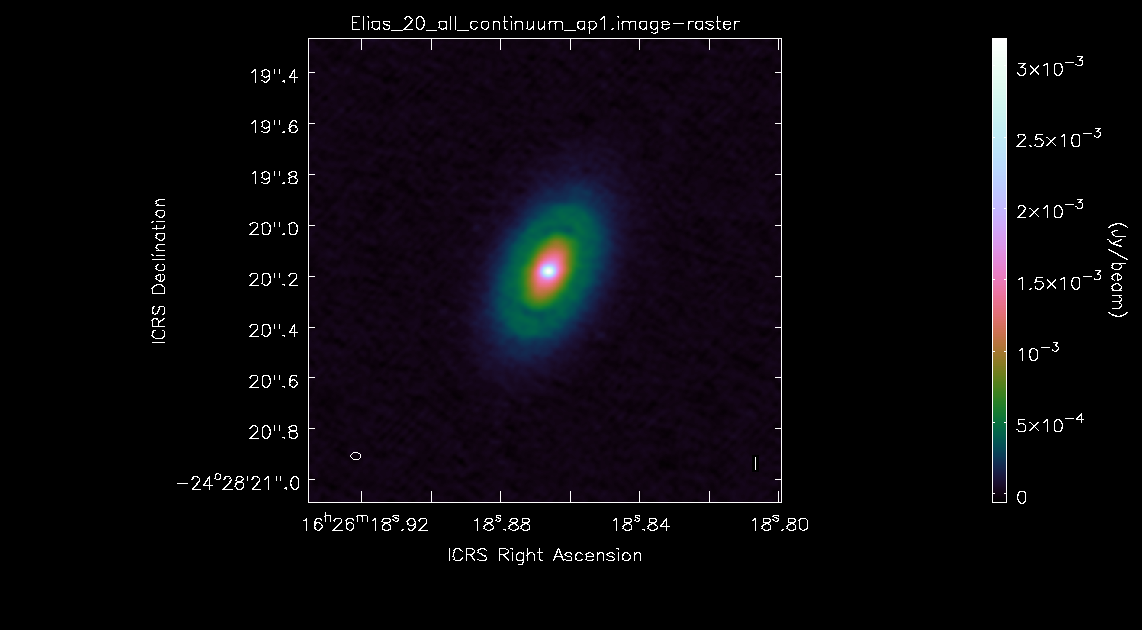 Elias_20_all_continuum_ap1.image-raster
19".4
19".6
19".8
20".0
20".2
20".4
20".6
20".8
-24°28'21".0
ICRS Declination
16ʰ26ᵐ18ˢ.92
18ˢ.88
18ˢ.84
18ˢ.80
ICRS Right Ascension
3×10⁻³
2.5×10⁻³
2×10⁻³
1.5×10⁻³
10⁻³
5×10⁻⁴
0
(Jy/beam)